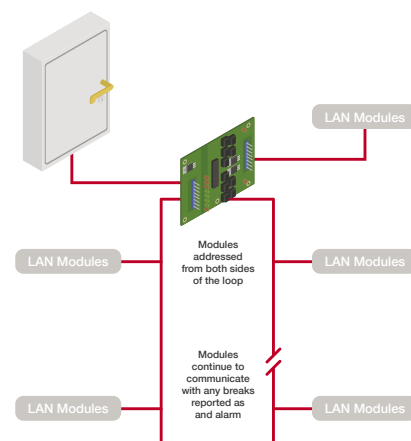 LAN Modules
Modules
addressed
from both sides
of the loop
LAN Modules
LAN Modules
Modules
continue to
communicate
with any breaks
reported as
and alarm
LAN Modules
LAN Modules